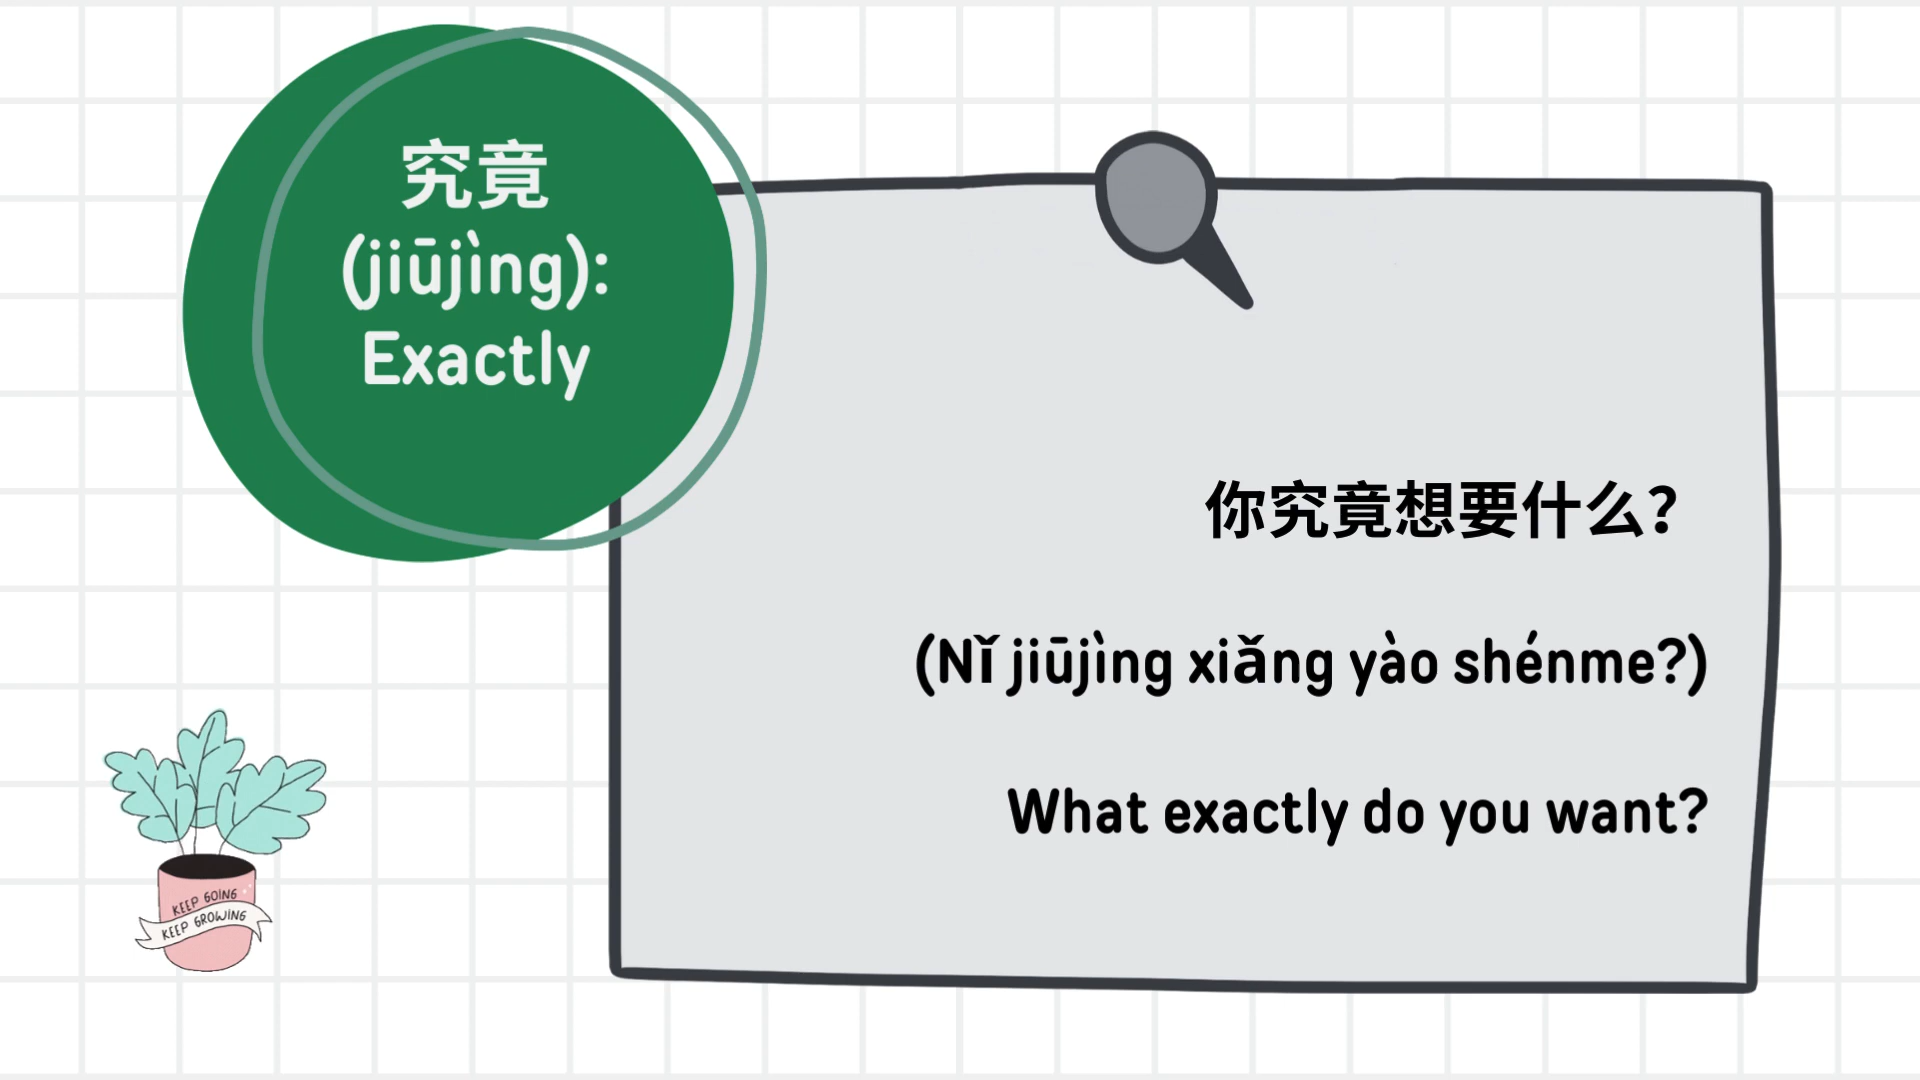 究竟
(jiūjìng):
Exactly
你究竟想要什么?
(Nǐ jiūjìng xiǎng yào shénme?)
What exactly do you want?
KEEP GOING
KEEP GROWING